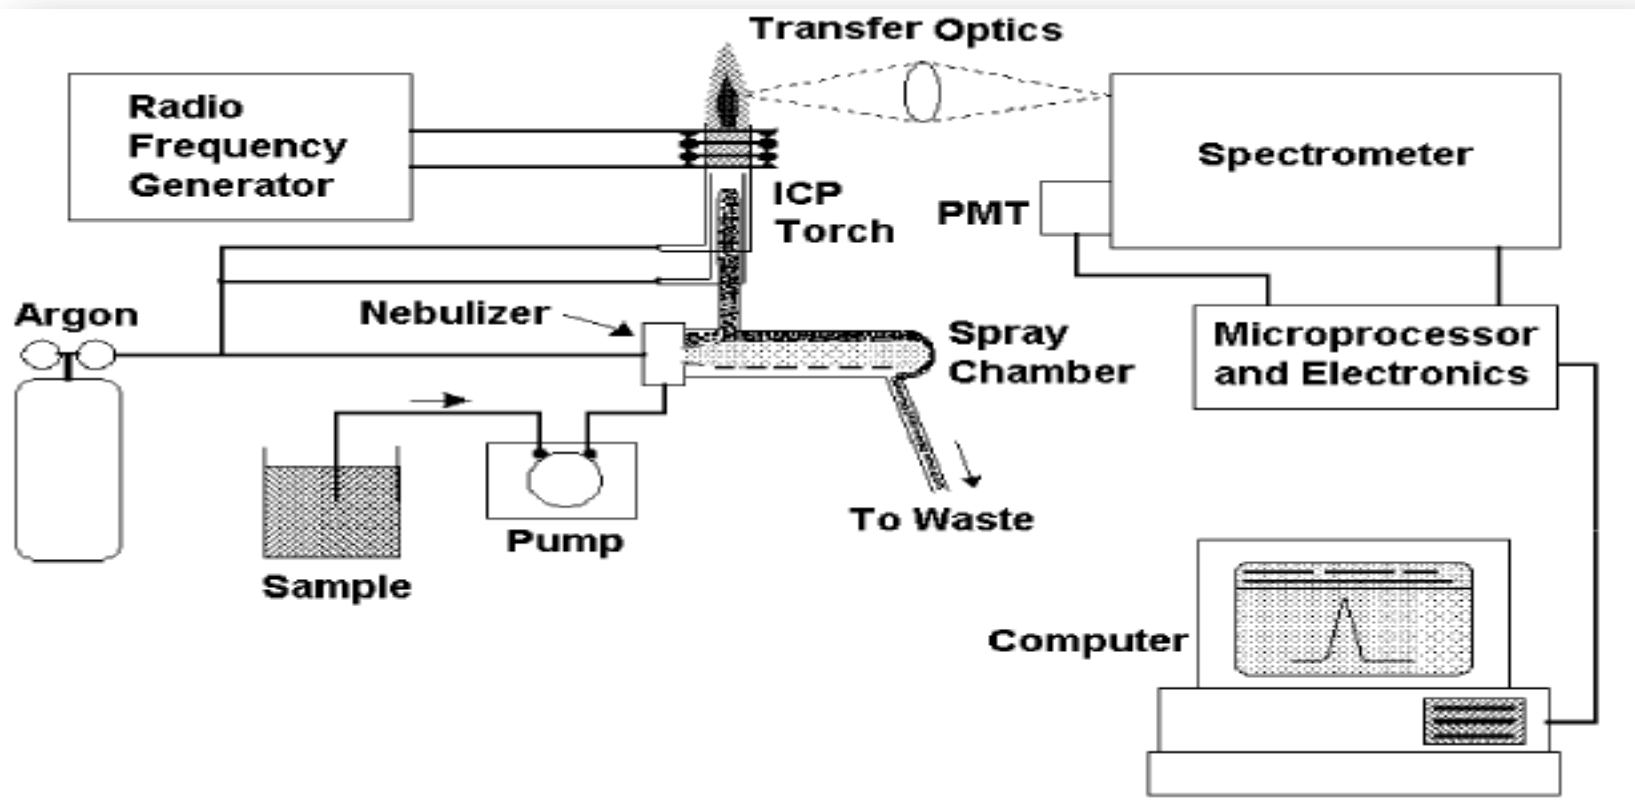 Transfer Optics
Radio
Frequency
Generator
Spectrometer
ICP
Torch
PMT
Argon
Nebulizer
Spray
Chamber
Microprocessor
and Electronics
To Waste
Pump
Sample
Computer